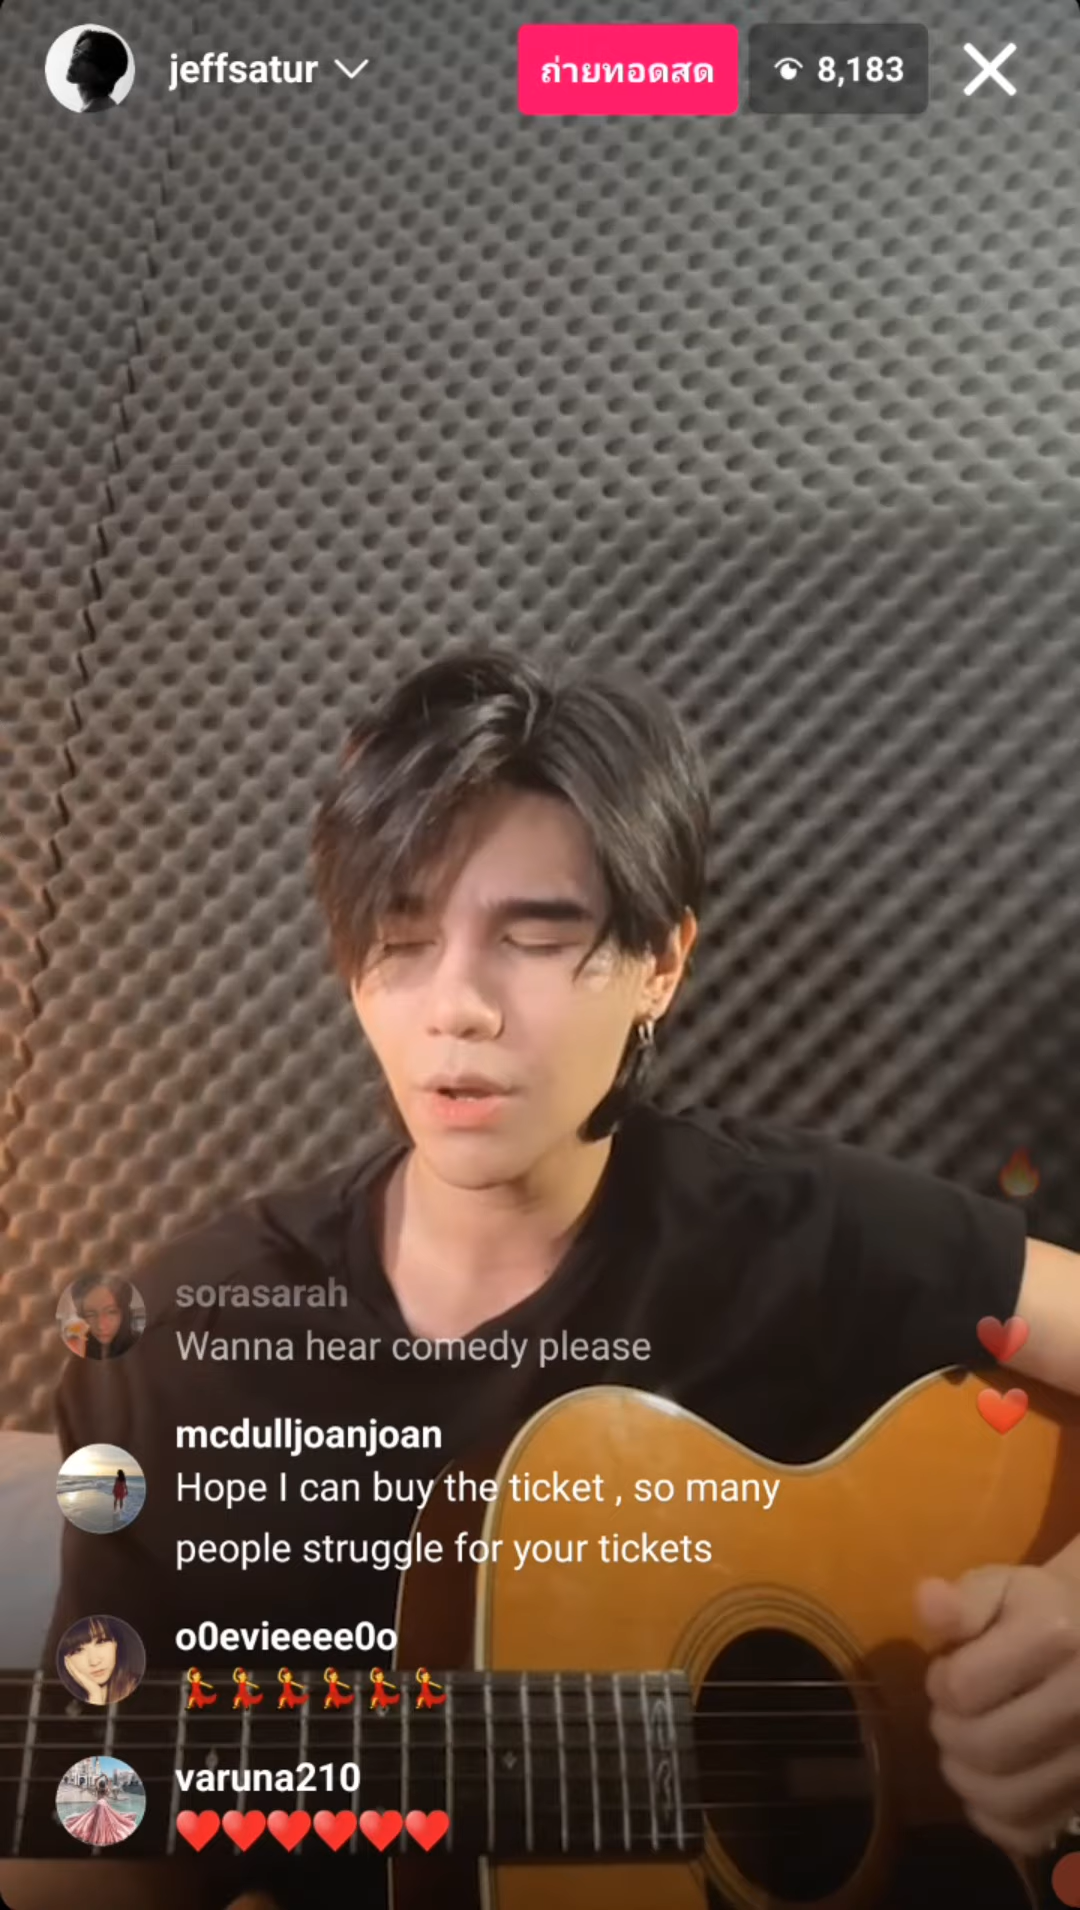 jeffsatur
ถ่ายทอดสด
8,183
sorasarah
Wanna hear comedy please
mcdulljoanjoan
Hope I can buy the ticket , so many
people struggle for your tickets
o0evieeee0o
💃💃💃💃💃💃
varuna210
❤️❤️❤️❤️❤️❤️